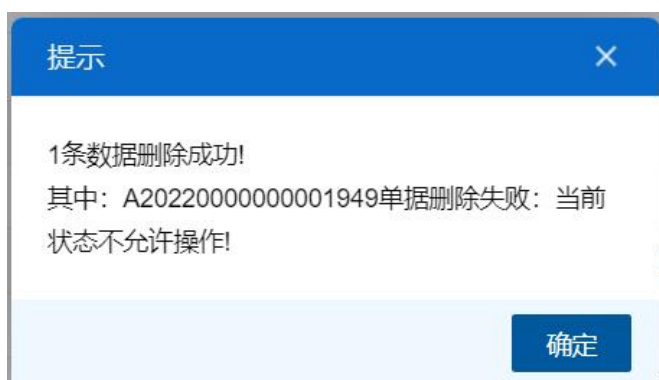 提示
1条数据删除成功!
其中：A20220000000001949单据删除失败：当前
状态不允许操作!
确定